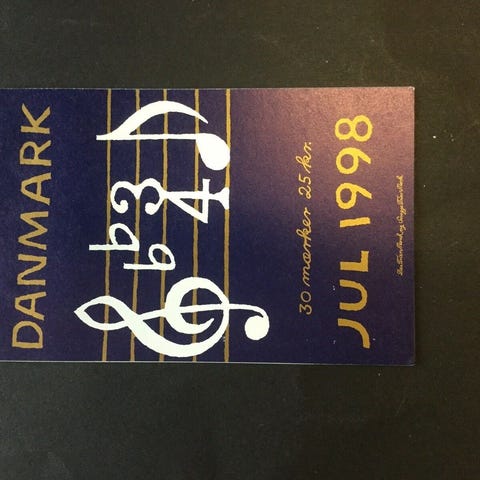 DANMARK
3
4
30 mærker 25 kr.
JUL 1998